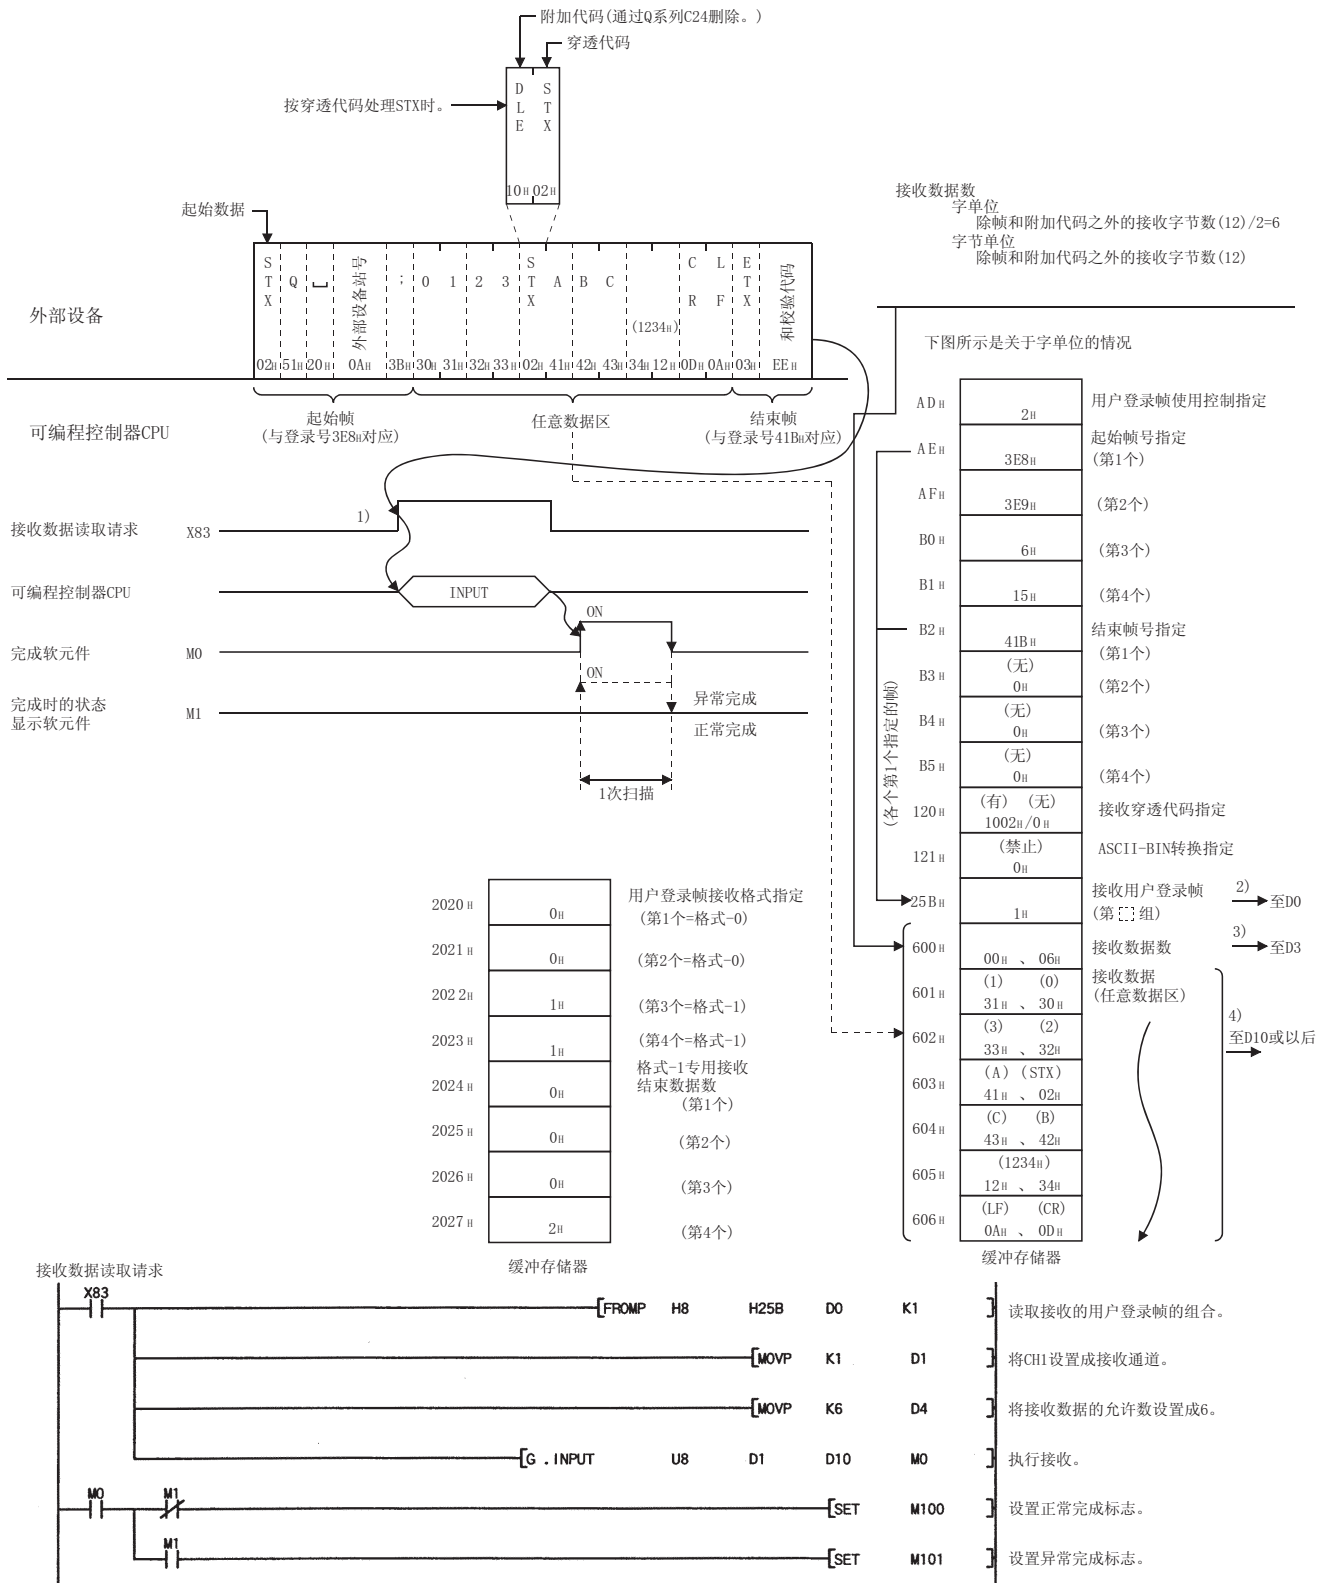 附加代码(通过Q系列C24删除。)
穿透代码
按穿透代码处理STX时。
DLE STX
10H 02H
接收数据数
字单位
除帧和附加代码之外的接收字节数(12)/2=6
字节单位
除帧和附加代码之外的接收字节数(12)
起始数据
外部设备
STX Q ␣ 外部设备站号 ; 0 1 2 3 STX A B C (1234H) CR LF ETX 和校验代码
02H 51H 20H 0AH 3BH 30H 31H 32H 33H 02H 41H 42H 43H 34H 12H 0DH 0AH 03H EEH
下图所示是关于字单位的情况
可编程控制器CPU
起始帧
(与登录号3E8H对应)
任意数据区
结束帧
(与登录号41BH对应)
接收数据读取请求 X83
1)
可编程控制器CPU
INPUT
完成软元件 M0
ON
完成时的状态
显示软元件 M1
ON
异常完成
正常完成
1次扫描
(各个第1个指定的帧)
ADH 2H 用户登录帧使用控制指定
AEH 3E8H 起始帧号指定
(第1个)
AFH 3E9H (第2个)
B0H 6H (第3个)
B1H 15H (第4个)
B2H 41BH 结束帧号指定
(第1个)
B3H (无) 0H (第2个)
B4H (无) 0H (第3个)
B5H (无) 0H (第4个)
120H (有) (无) 1002H/0H 接收穿透代码指定
121H (禁止) 0H ASCII-BIN转换指定
25BH 1H 接收用户登录帧
(第 组)
2) 至D0
600H 00H、06H 接收数据数
3) 至D3
601H (1) (0) 31H、30H 接收数据
(任意数据区)
602H (3) (2) 33H、32H
4)
至D10或以后
603H (A) (STX) 41H、02H
604H (C) (B) 43H、42H
605H (1234H) 12H、34H
606H (LF) (CR) 0AH、0DH
缓冲存储器
2020H 0H 用户登录帧接收格式指定
(第1个=格式-0)
2021H 0H (第2个=格式-0)
2022H 1H (第3个=格式-1)
2023H 1H (第4个=格式-1)
2024H 0H 格式-1专用接收
结束数据数
(第1个)
2025H 0H (第2个)
2026H 0H (第3个)
2027H 2H (第4个)
缓冲存储器
接收数据读取请求
X83 [FROMP H8 H25B D0 K1 ] 读取接收的用户登录帧的组合。
[MOVP K1 D1 ] 将CH1设置成接收通道。
[MOVP K6 D4 ] 将接收数据的允许数设置成6。
[G .INPUT U8 D1 D10 M0 ] 执行接收。
M0 M1 [SET M100 ] 设置正常完成标志。
M1 [SET M101 ] 设置异常完成标志。